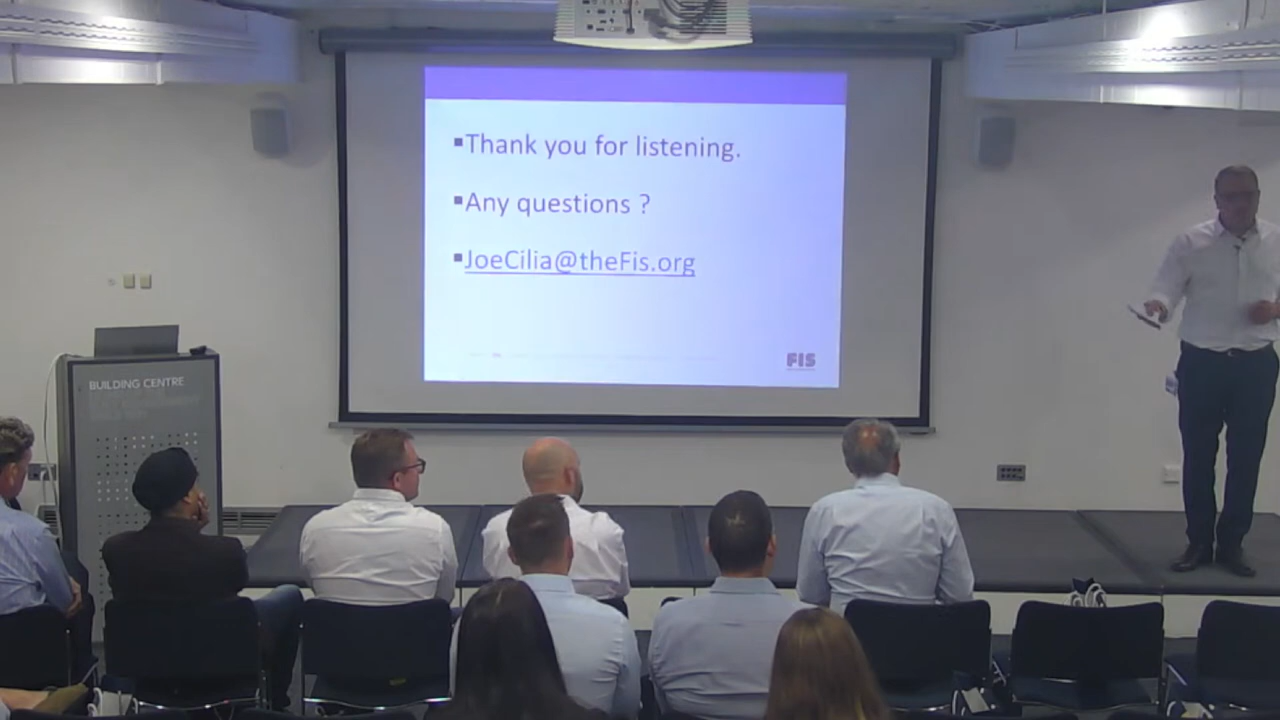 Thank you for listening.
Any questions ?
JoeCilia@theFis.org
FIS
BUILDING CENTRE